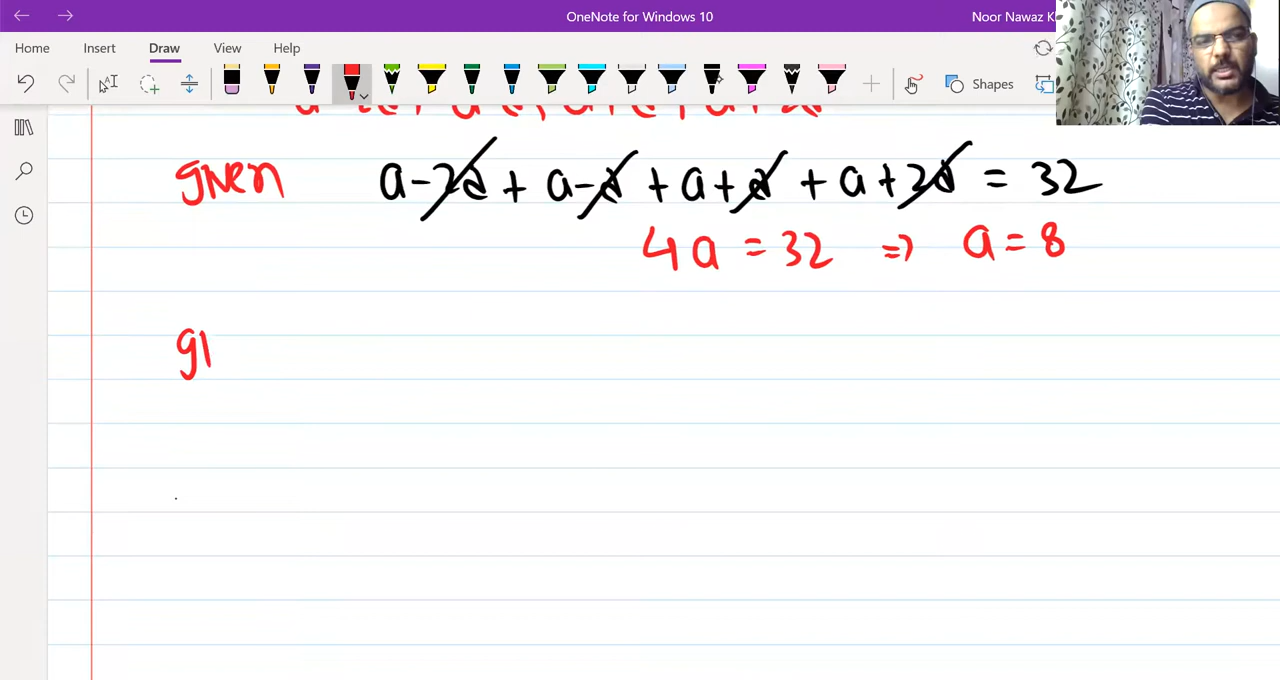 OneNote for Windows 10
Noor Nawaz K
Home Insert Draw View Help
Shapes
given a-2d + a-d + a+d + a+2d = 32
4a = 32 => a = 8
gi